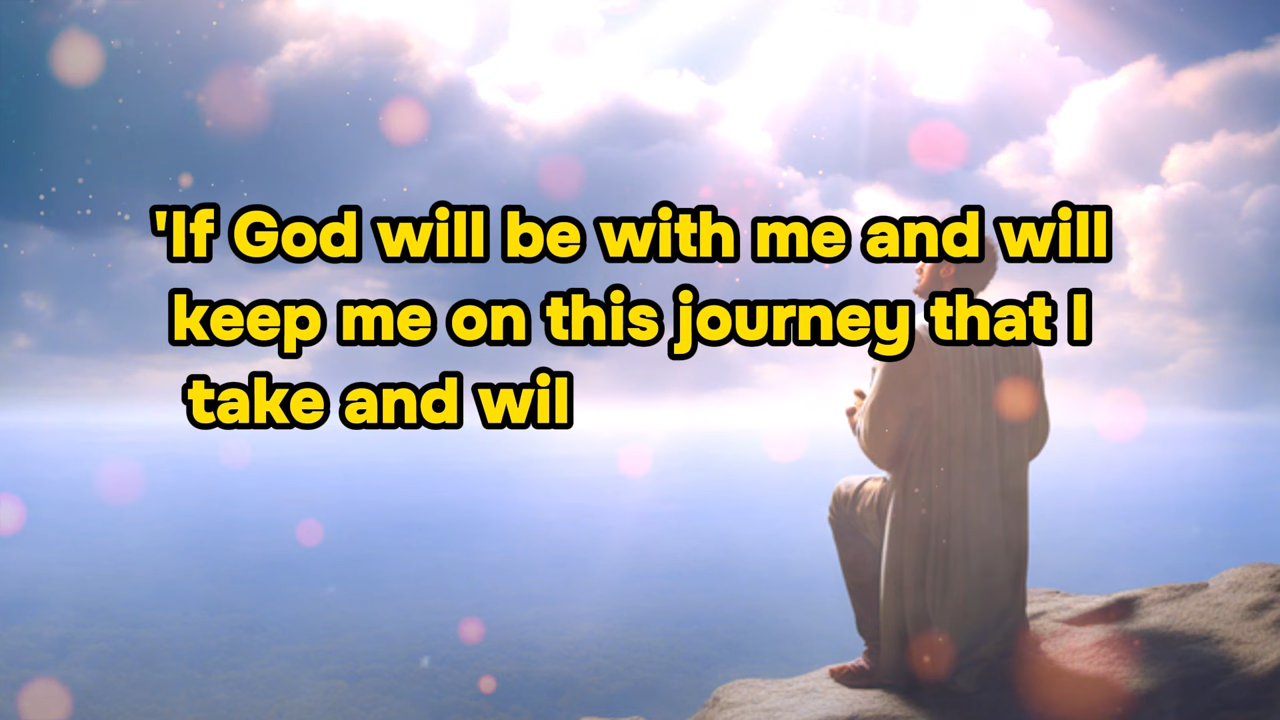 'If God will be with me and will
keep me on this journey that I
take and wil